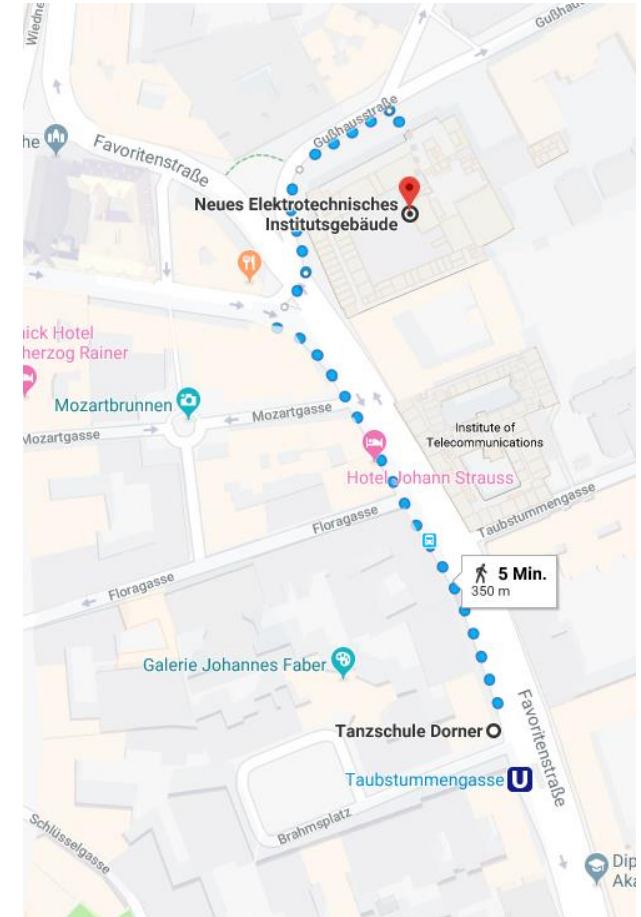 Wiedne
Gußhau
Gußhausstraße
he
Favoritenstraße
Neues Elektrotechnisches
Institutsgebäude
ick Hotel
herzog Rainer
Mozartbrunnen
Mozartgasse
Mozartgasse
Institute of
Telecommunications
Hotel Johann Strauss
Taubstummengasse
Floragasse
Floragasse
5 Min.
350 m
Galerie Johannes Faber
Favoritenstraße
Tanzschule Dorner
Taubstummengasse U
Brahmsplatz
Schlüsselgasse
Dip
Aka